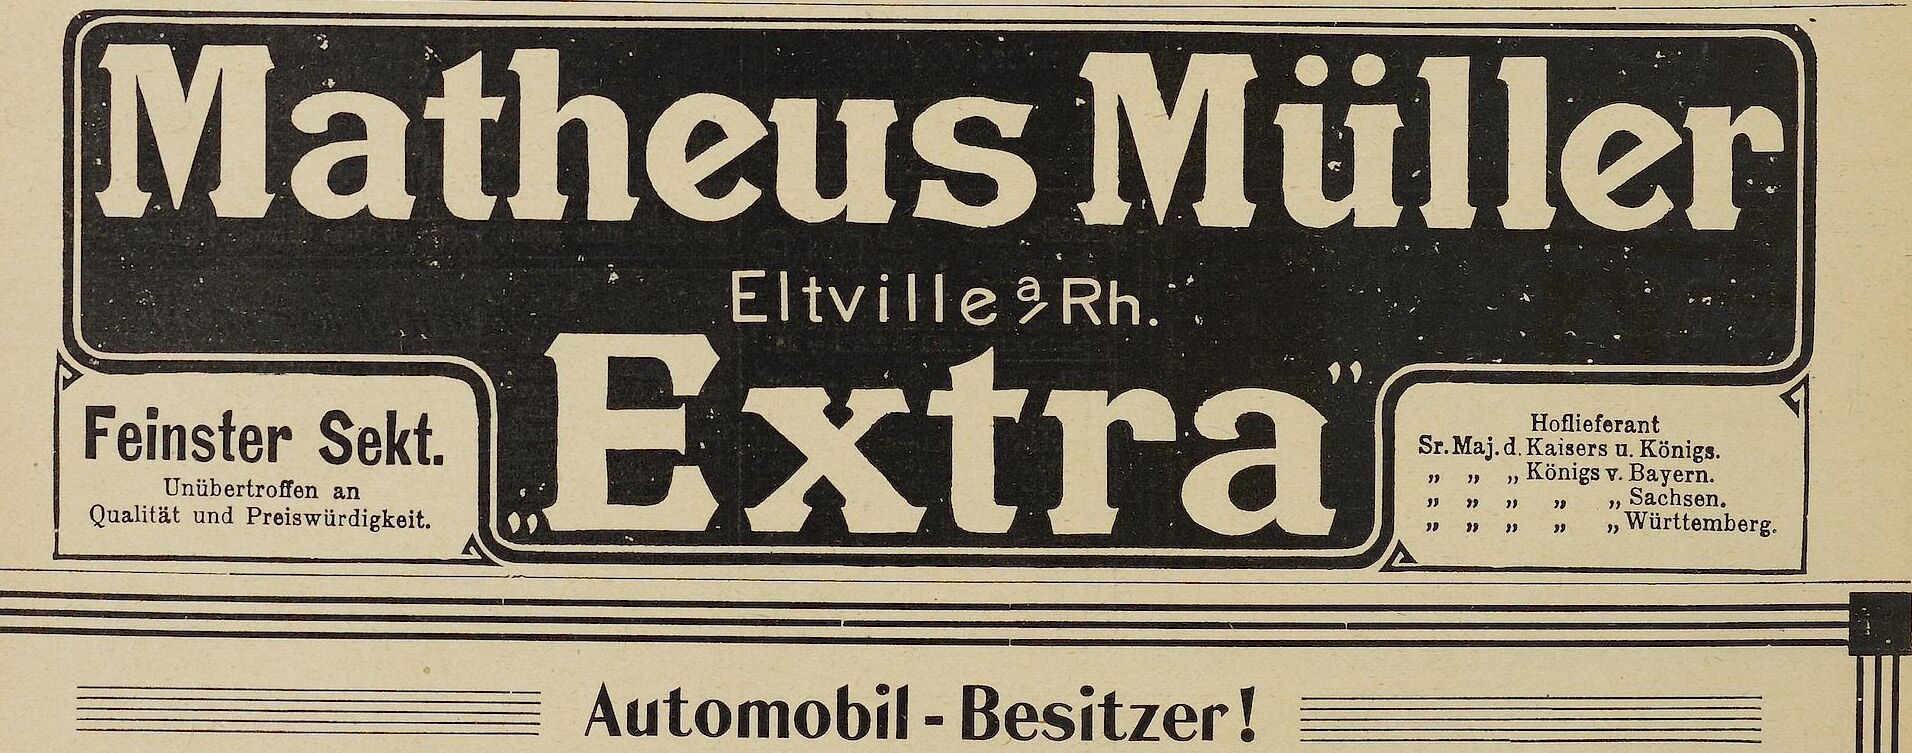 Matheus Müller
Eltville a/Rh.
„Extra”
Feinster Sekt.
Unübertroffen an
Qualität und Preiswürdigkeit.
Hoflieferant
Sr. Maj. d. Kaisers u. Königs.
„ „ „ Königs v. Bayern.
„ „ „ „ „ Sachsen.
„ „ „ „ „ Württemberg.
Automobil-Besitzer!